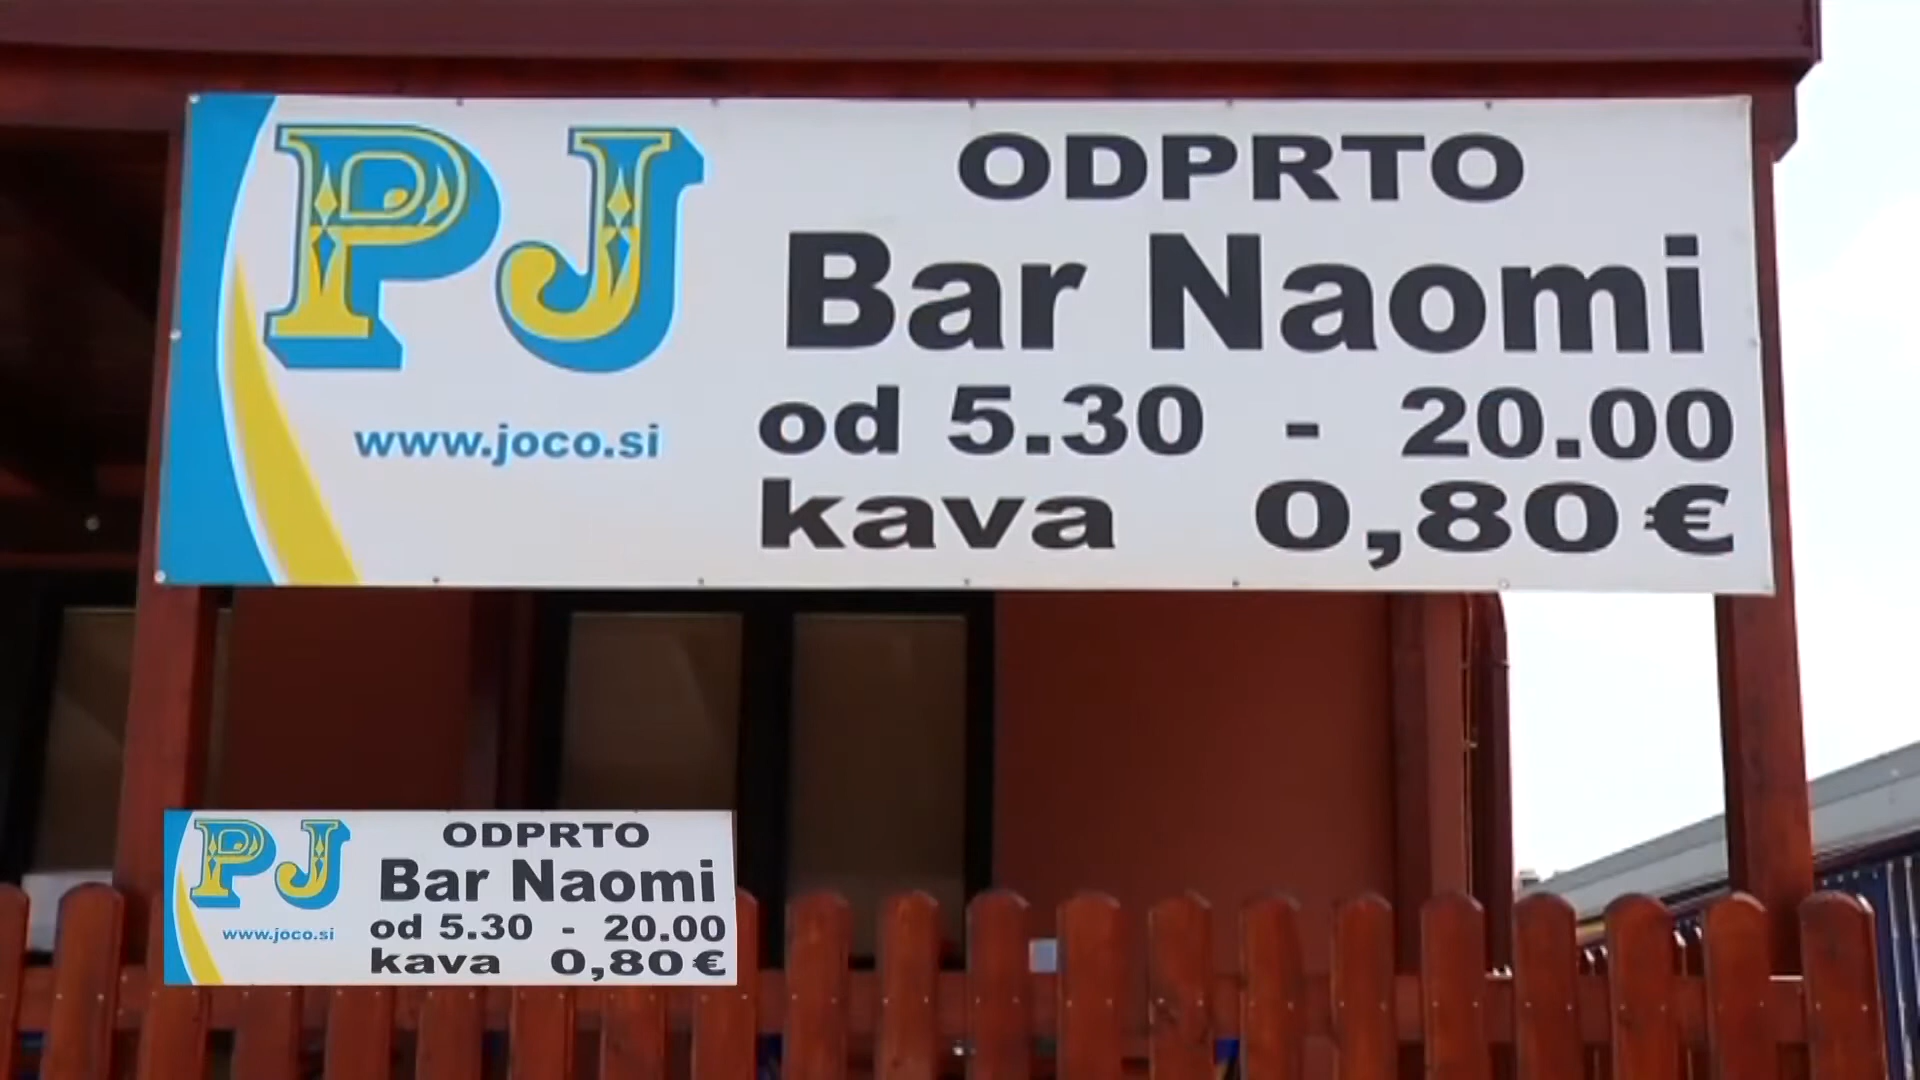 PJ
www.joco.si
ODPRTO
Bar Naomi
od 5.30 - 20.00
kava 0,80€
PJ
www.joco.si
ODPRTO
Bar Naomi
od 5.30 - 20.00
kava 0,80€